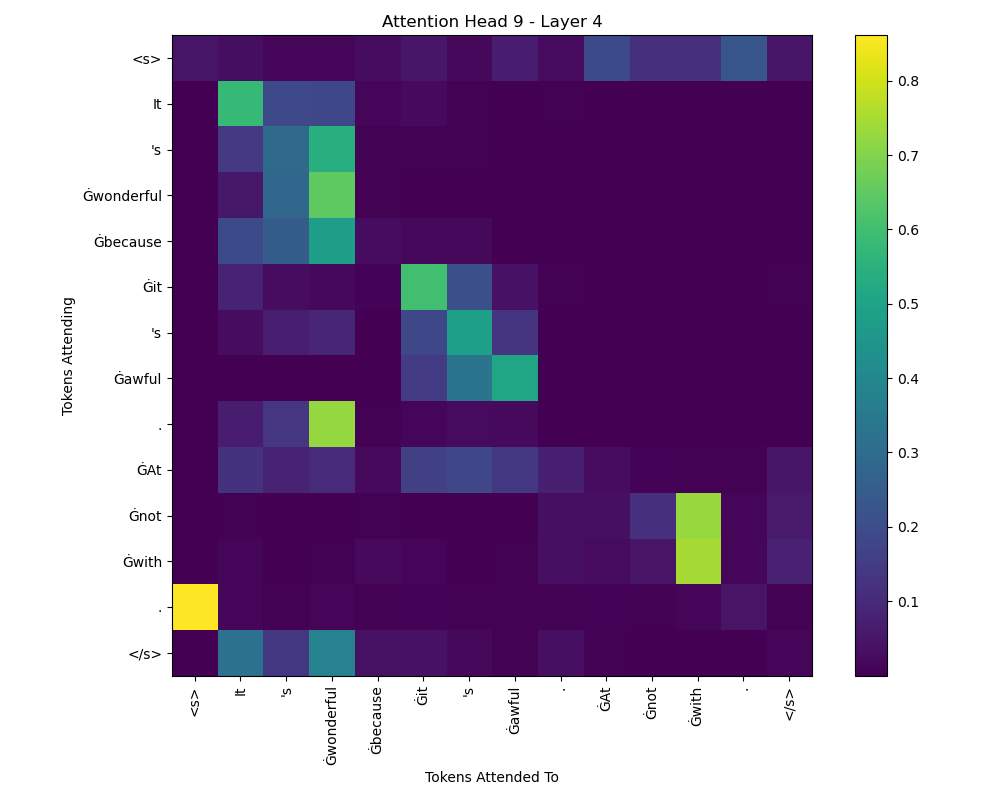 Attention Head 9 - Layer 4
Tokens Attending
<s>
It
's
Ġwonderful
Ġbecause
Ġit
's
Ġawful
.
ĠAt
Ġnot
Ġwith
.
</s>
<s>
It
's
Ġwonderful
Ġbecause
Ġit
's
Ġawful
.
ĠAt
Ġnot
Ġwith
.
</s>
Tokens Attended To
0.8
0.7
0.6
0.5
0.4
0.3
0.2
0.1